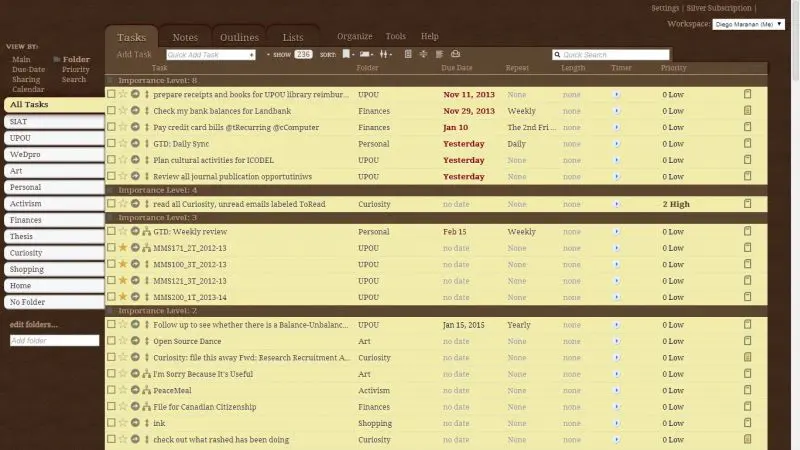 Settings | Silver Subscription |
Workspace: Diego Maranan (Me)
Tasks Notes Outlines Lists Organize Tools Help
VIEW BY:
Main Folder
Due-Date Priority
Sharing Search
Calendar
Add Task Quick Add Task SHOW 236 SORT: Quick Search
Task Folder Due Date Repeat Length Timer Priority
All Tasks
SIAT
UPOU
WeDpro
Art
Personal
Activism
Finances
Thesis
Curiosity
Shopping
Home
No Folder
edit folders...
Add folder
Importance Level: 8
prepare receipts and books for UPOU library reimbur... UPOU Nov 11, 2013 None none 0 Low
Check my bank balances for Landbank Finances Nov 29, 2013 Weekly none 0 Low
Pay credit card bills @tRecurring @cComputer Finances Jan 10 The 2nd Fri ... none 0 Low
GTD: Daily Sync Personal Yesterday Daily none 0 Low
Plan cultural activities for ICODEL UPOU Yesterday None none 0 Low
Review all journal publication opportutiniws UPOU Yesterday None none 0 Low
Importance Level: 4
read all Curiosity, unread emails labeled ToRead Curiosity no date None none 2 High
Importance Level: 3
GTD: Weekly review Personal Feb 15 Weekly none 0 Low
MMS171_2T_2012-13 UPOU no date None none 0 Low
MMS100_3T_2012-13 UPOU no date None none 0 Low
MMS121_3T_2012-13 UPOU no date None none 0 Low
MMS200_1T_2013-14 UPOU no date None none 0 Low
Importance Level: 2
Follow up to see whether there is a Balance-Unbalanc... UPOU Jan 15, 2015 Yearly none 0 Low
Open Source Dance Art no date None none 0 Low
Curiosity: file this away Fwd: Research Recruitment A... Curiosity no date None none 0 Low
I'm Sorry Because It's Useful Art no date None none 0 Low
PeaceMeal Activism no date None none 0 Low
File for Canadian Citizenship Finances no date None none 0 Low
ink Shopping no date None none 0 Low
check out what rashed has been doing Curiosity no date None none 0 Low